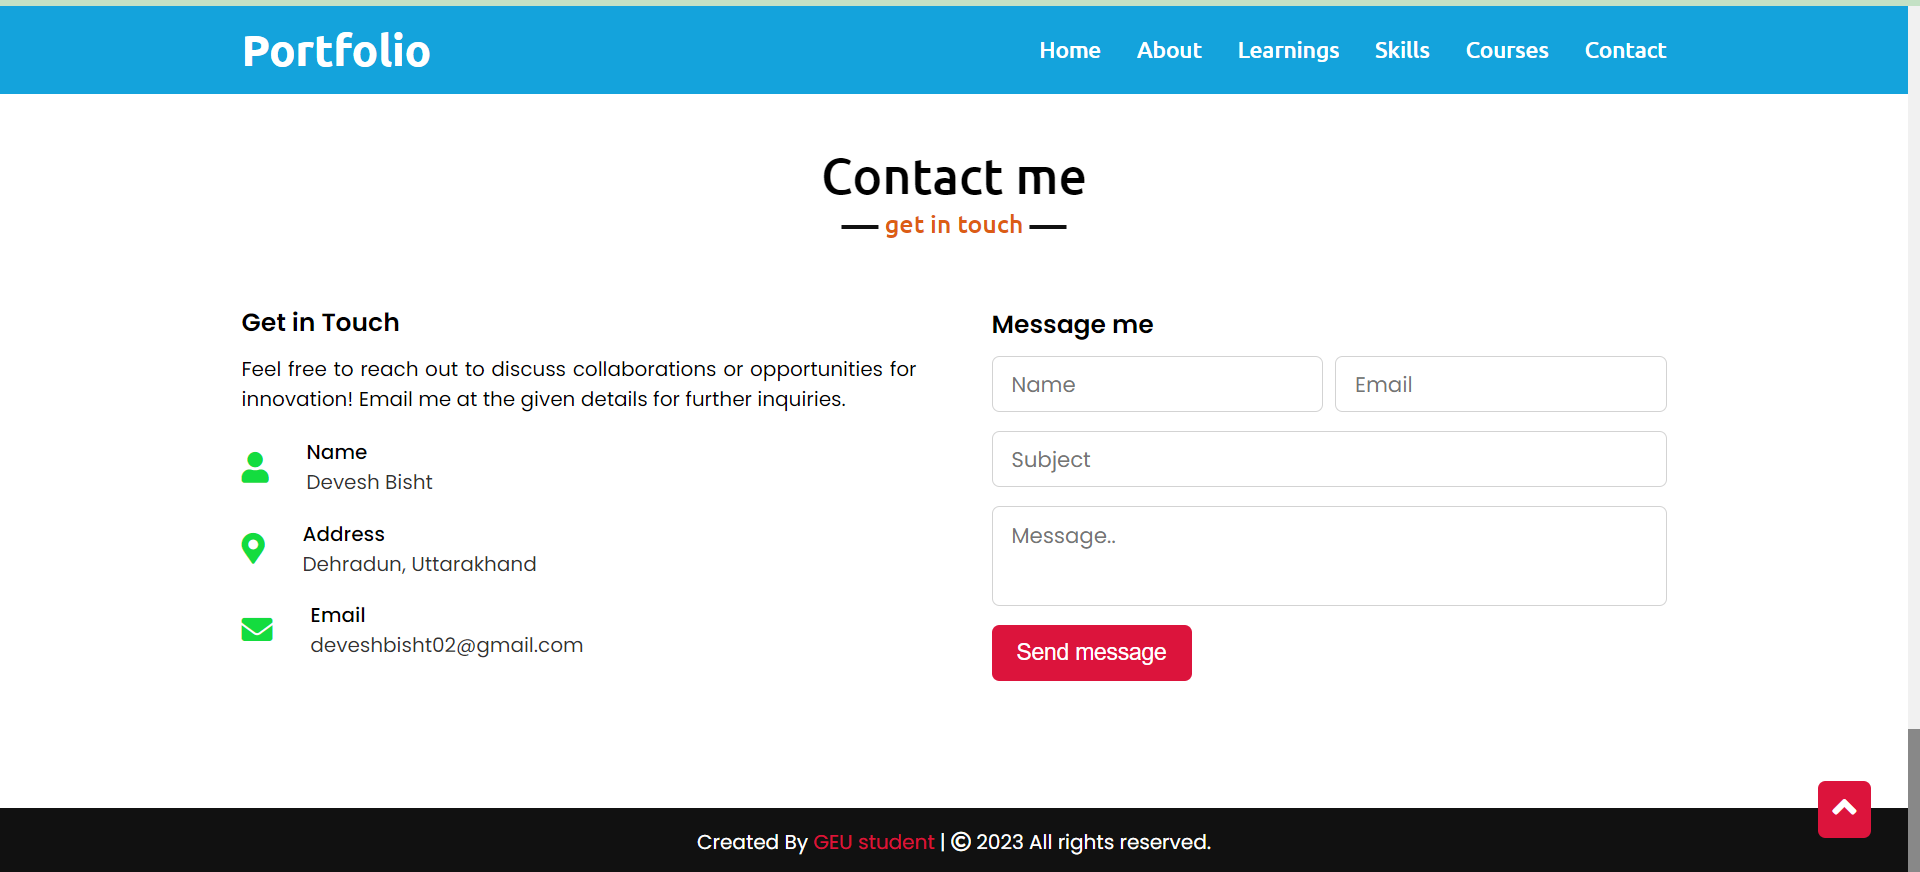 Portfolio
Home About Learnings Skills Courses Contact
Contact me
get in touch
Get in Touch
Feel free to reach out to discuss collaborations or opportunities for
innovation! Email me at the given details for further inquiries.
Name
Devesh Bisht
Address
Dehradun, Uttarakhand
Email
deveshbisht02@gmail.com
Message me
Name Email
Subject
Message..
Send message
Created By GEU student | © 2023 All rights reserved.